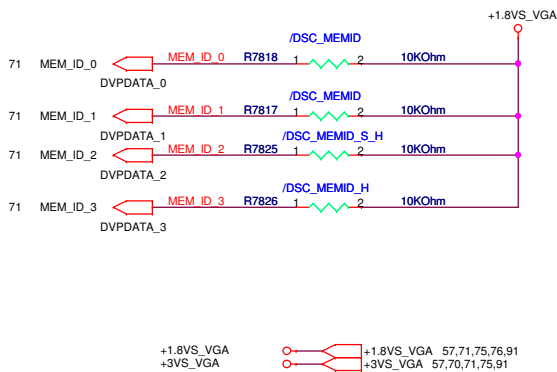 +1.8VS_VGA
/DSC_MEMID
71 MEM_ID_0 MEM_ID_0 R7818 1 2 10KOhm
DVPDATA_0
/DSC_MEMID
71 MEM_ID_1 MEM_ID_1 R7817 1 2 10KOhm
DVPDATA_1
/DSC_MEMID_S_H
71 MEM_ID_2 MEM_ID_2 R7825 1 2 10KOhm
DVPDATA_2
/DSC_MEMID_H
71 MEM_ID_3 MEM_ID_3 R7826 1 2 10KOhm
DVPDATA_3
+1.8VS_VGA +1.8VS_VGA 57,71,75,76,91
+3VS_VGA +3VS_VGA 57,70,71,75,91